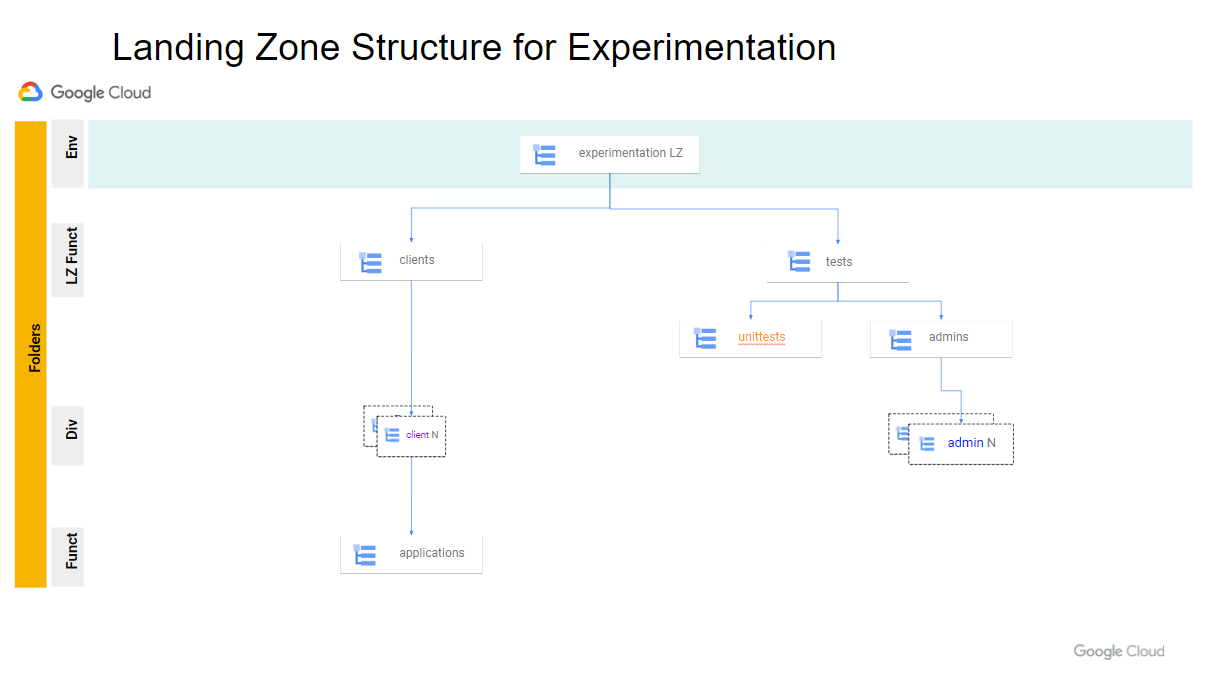 Landing Zone Structure for Experimentation
Google Cloud
Folders
Env
experimentation LZ
LZ Funct
clients
tests
unittests
admins
Div
client N
admin N
Funct
applications
Google Cloud